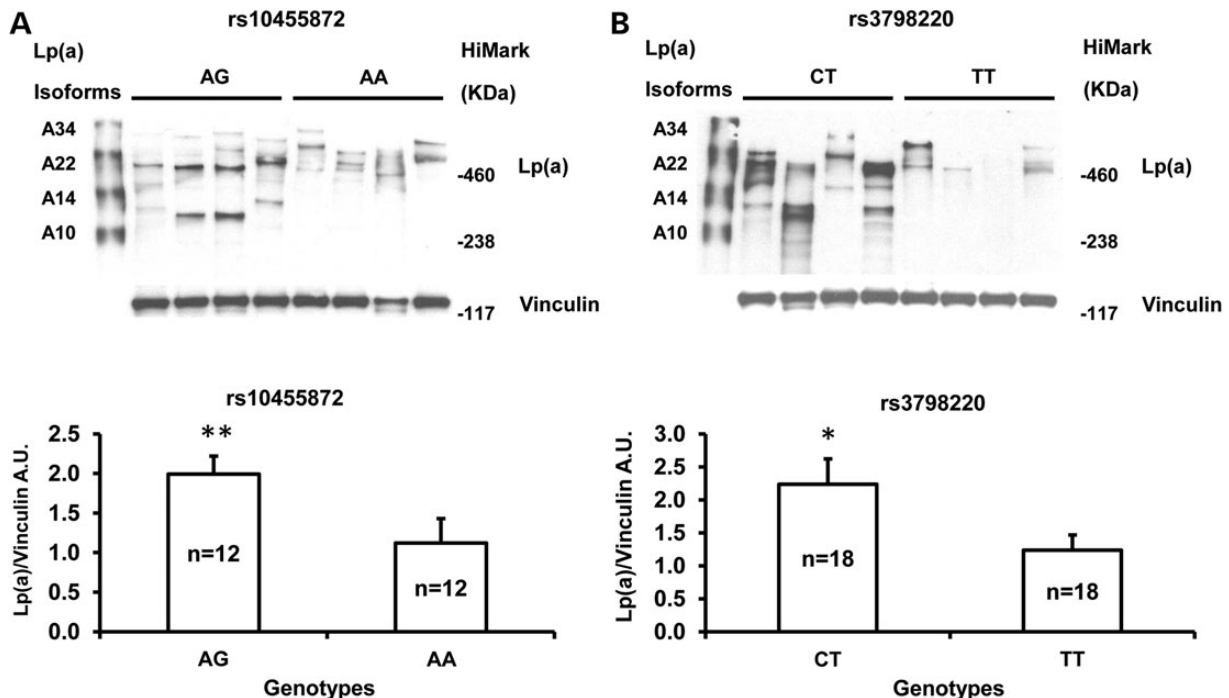 A
rs10455872
Lp(a)
HiMark
AG
AA
Isoforms
(KDa)
A34
A22
Lp(a)
-460
A14
A10
-238
Vinculin
-117
B
rs3798220
Lp(a)
HiMark
CT
TT
Isoforms
(KDa)
A34
A22
Lp(a)
-460
A14
A10
-238
Vinculin
-117
rs10455872
Lp(a)/Vinculin A.U.
2.5
2.0
1.5
1.0
0.5
0.0
**
n=12
n=12
AG
AA
Genotypes
rs3798220
Lp(a)/Vinculin A.U.
3.0
2.5
2.0
1.5
1.0
0.5
0.0
*
n=18
n=18
CT
TT
Genotypes